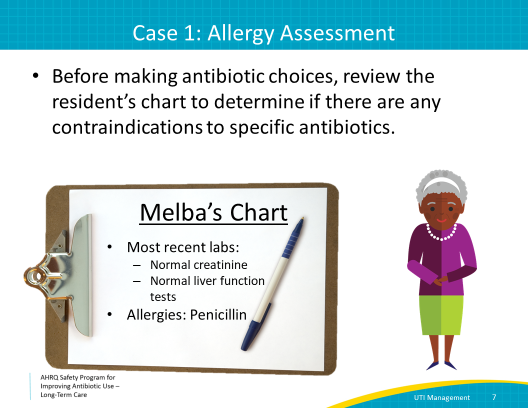 Case 1: Allergy Assessment
• Before making antibiotic choices, review the
resident's chart to determine if there are any
contraindications to specific antibiotics.
Melba's Chart
• Most recent labs:
– Normal creatinine
– Normal liver function
tests
• Allergies: Penicillin
AHRQ Safety Program for
Improving Antibiotic Use –
Long-Term Care
UTI Management 7